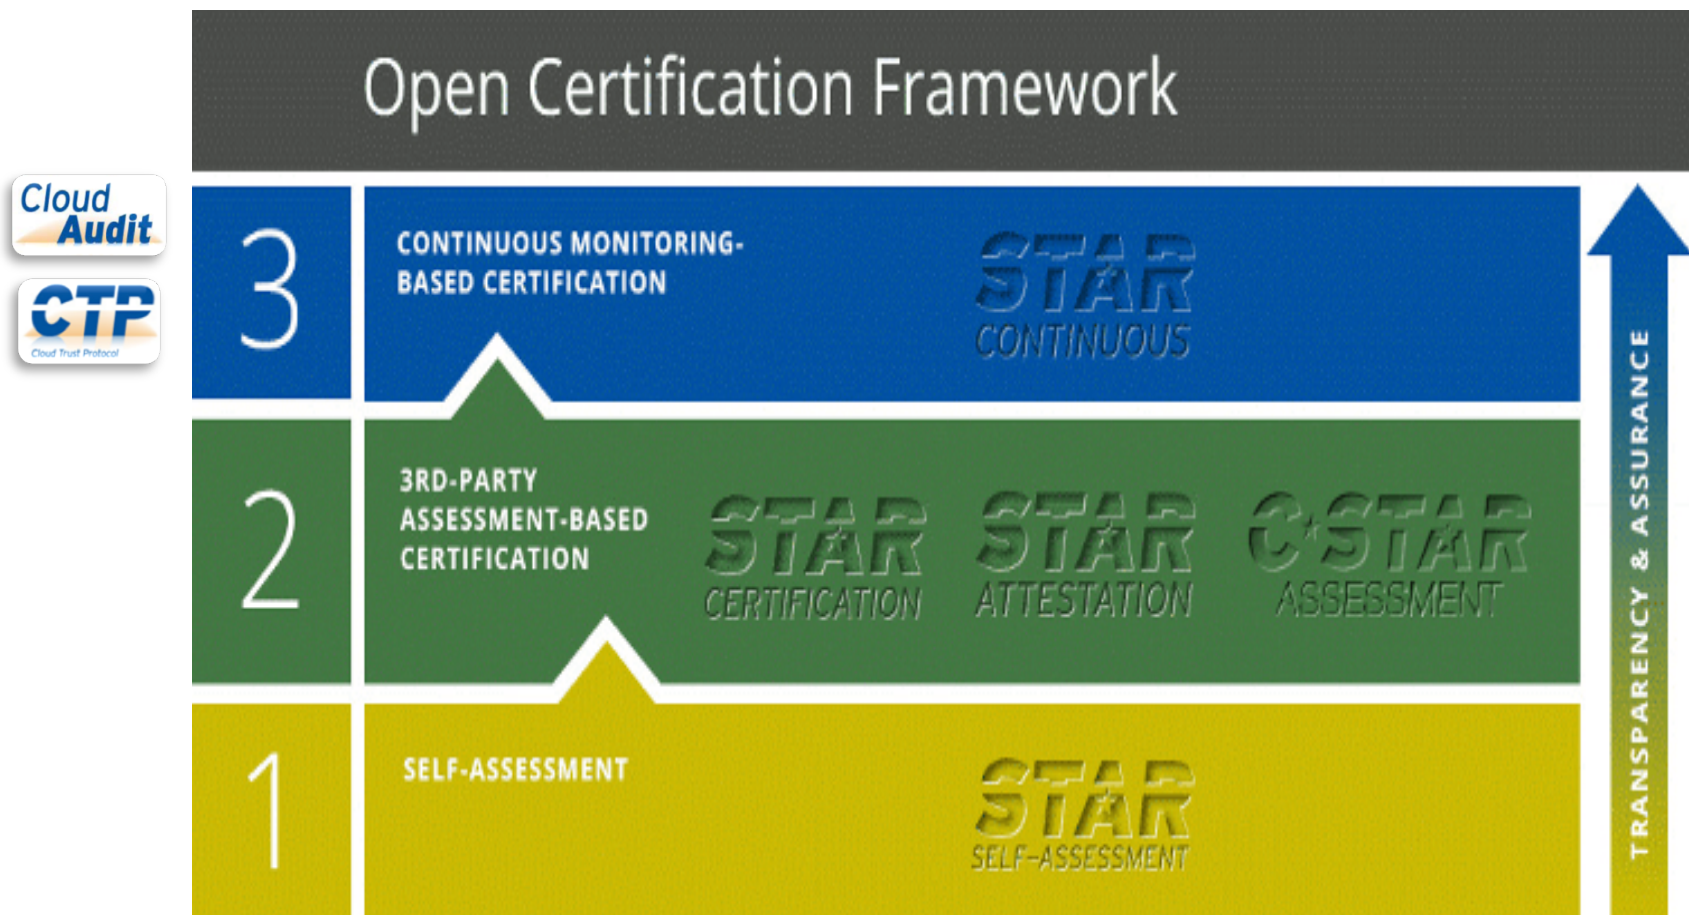 Open Certification Framework
Cloud
Audit
CTP
Cloud Trust Protocol
3
CONTINUOUS MONITORING-
BASED CERTIFICATION
STAR
CONTINUOUS
2
3RD-PARTY
ASSESSMENT-BASED
CERTIFICATION
STAR
CERTIFICATION
STAR
ATTESTATION
C★STAR
ASSESSMENT
1
SELF-ASSESSMENT
STAR
SELF-ASSESSMENT
TRANSPARENCY & ASSURANCE